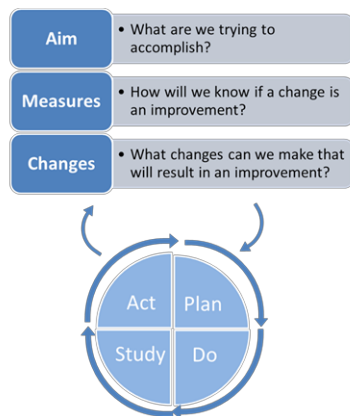 Aim
• What are we trying to
accomplish?
Measures
• How will we know if a change is
an improvement?
Changes
• What changes can we make that
will result in an improvement?
Act
Plan
Study
Do